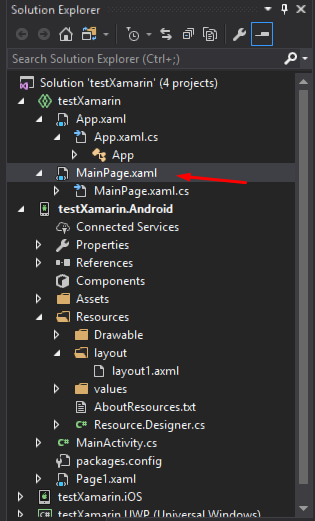 Solution Explorer
Search Solution Explorer (Ctrl+;)
Solution 'testXamarin' (4 projects)
testXamarin
App.xaml
App.xaml.cs
App
MainPage.xaml
MainPage.xaml.cs
testXamarin.Android
Connected Services
Properties
References
Components
Assets
Resources
Drawable
layout
layout1.axml
values
AboutResources.txt
C# Resource.Designer.cs
C# MainActivity.cs
packages.config
Page1.xaml
testXamarin.iOS
testXamarin.UWP (Universal Windows)